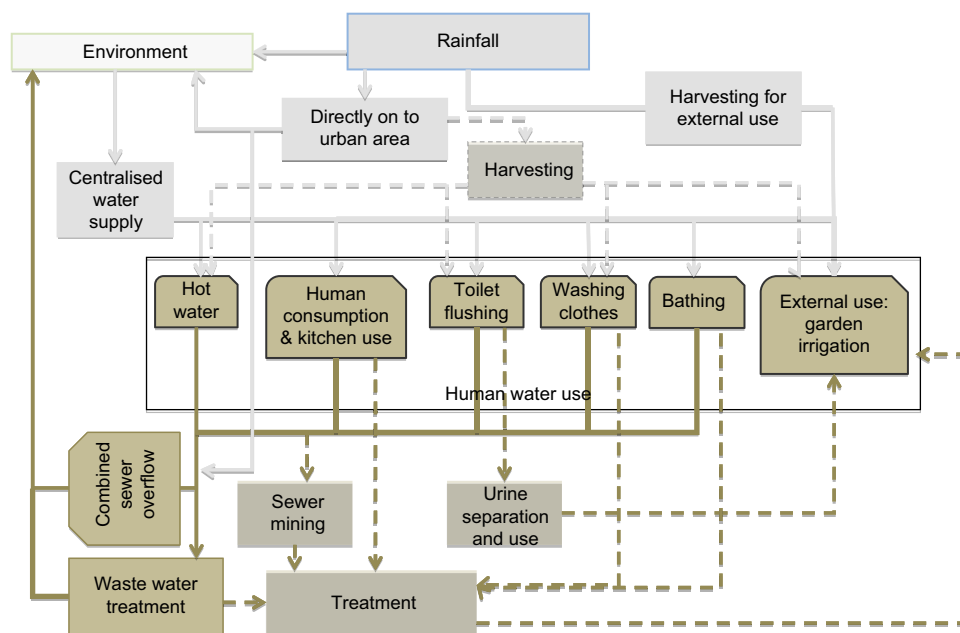 Environment
Rainfall
Directly on to
urban area
Harvesting for
external use
Harvesting
Centralised
water
supply
Hot
water
Human
consumption
& kitchen use
Toilet
flushing
Washing
clothes
Bathing
External use:
garden
irrigation
Human water use
Combined
sewer
overflow
Sewer
mining
Urine
separation
and use
Waste water
treatment
Treatment